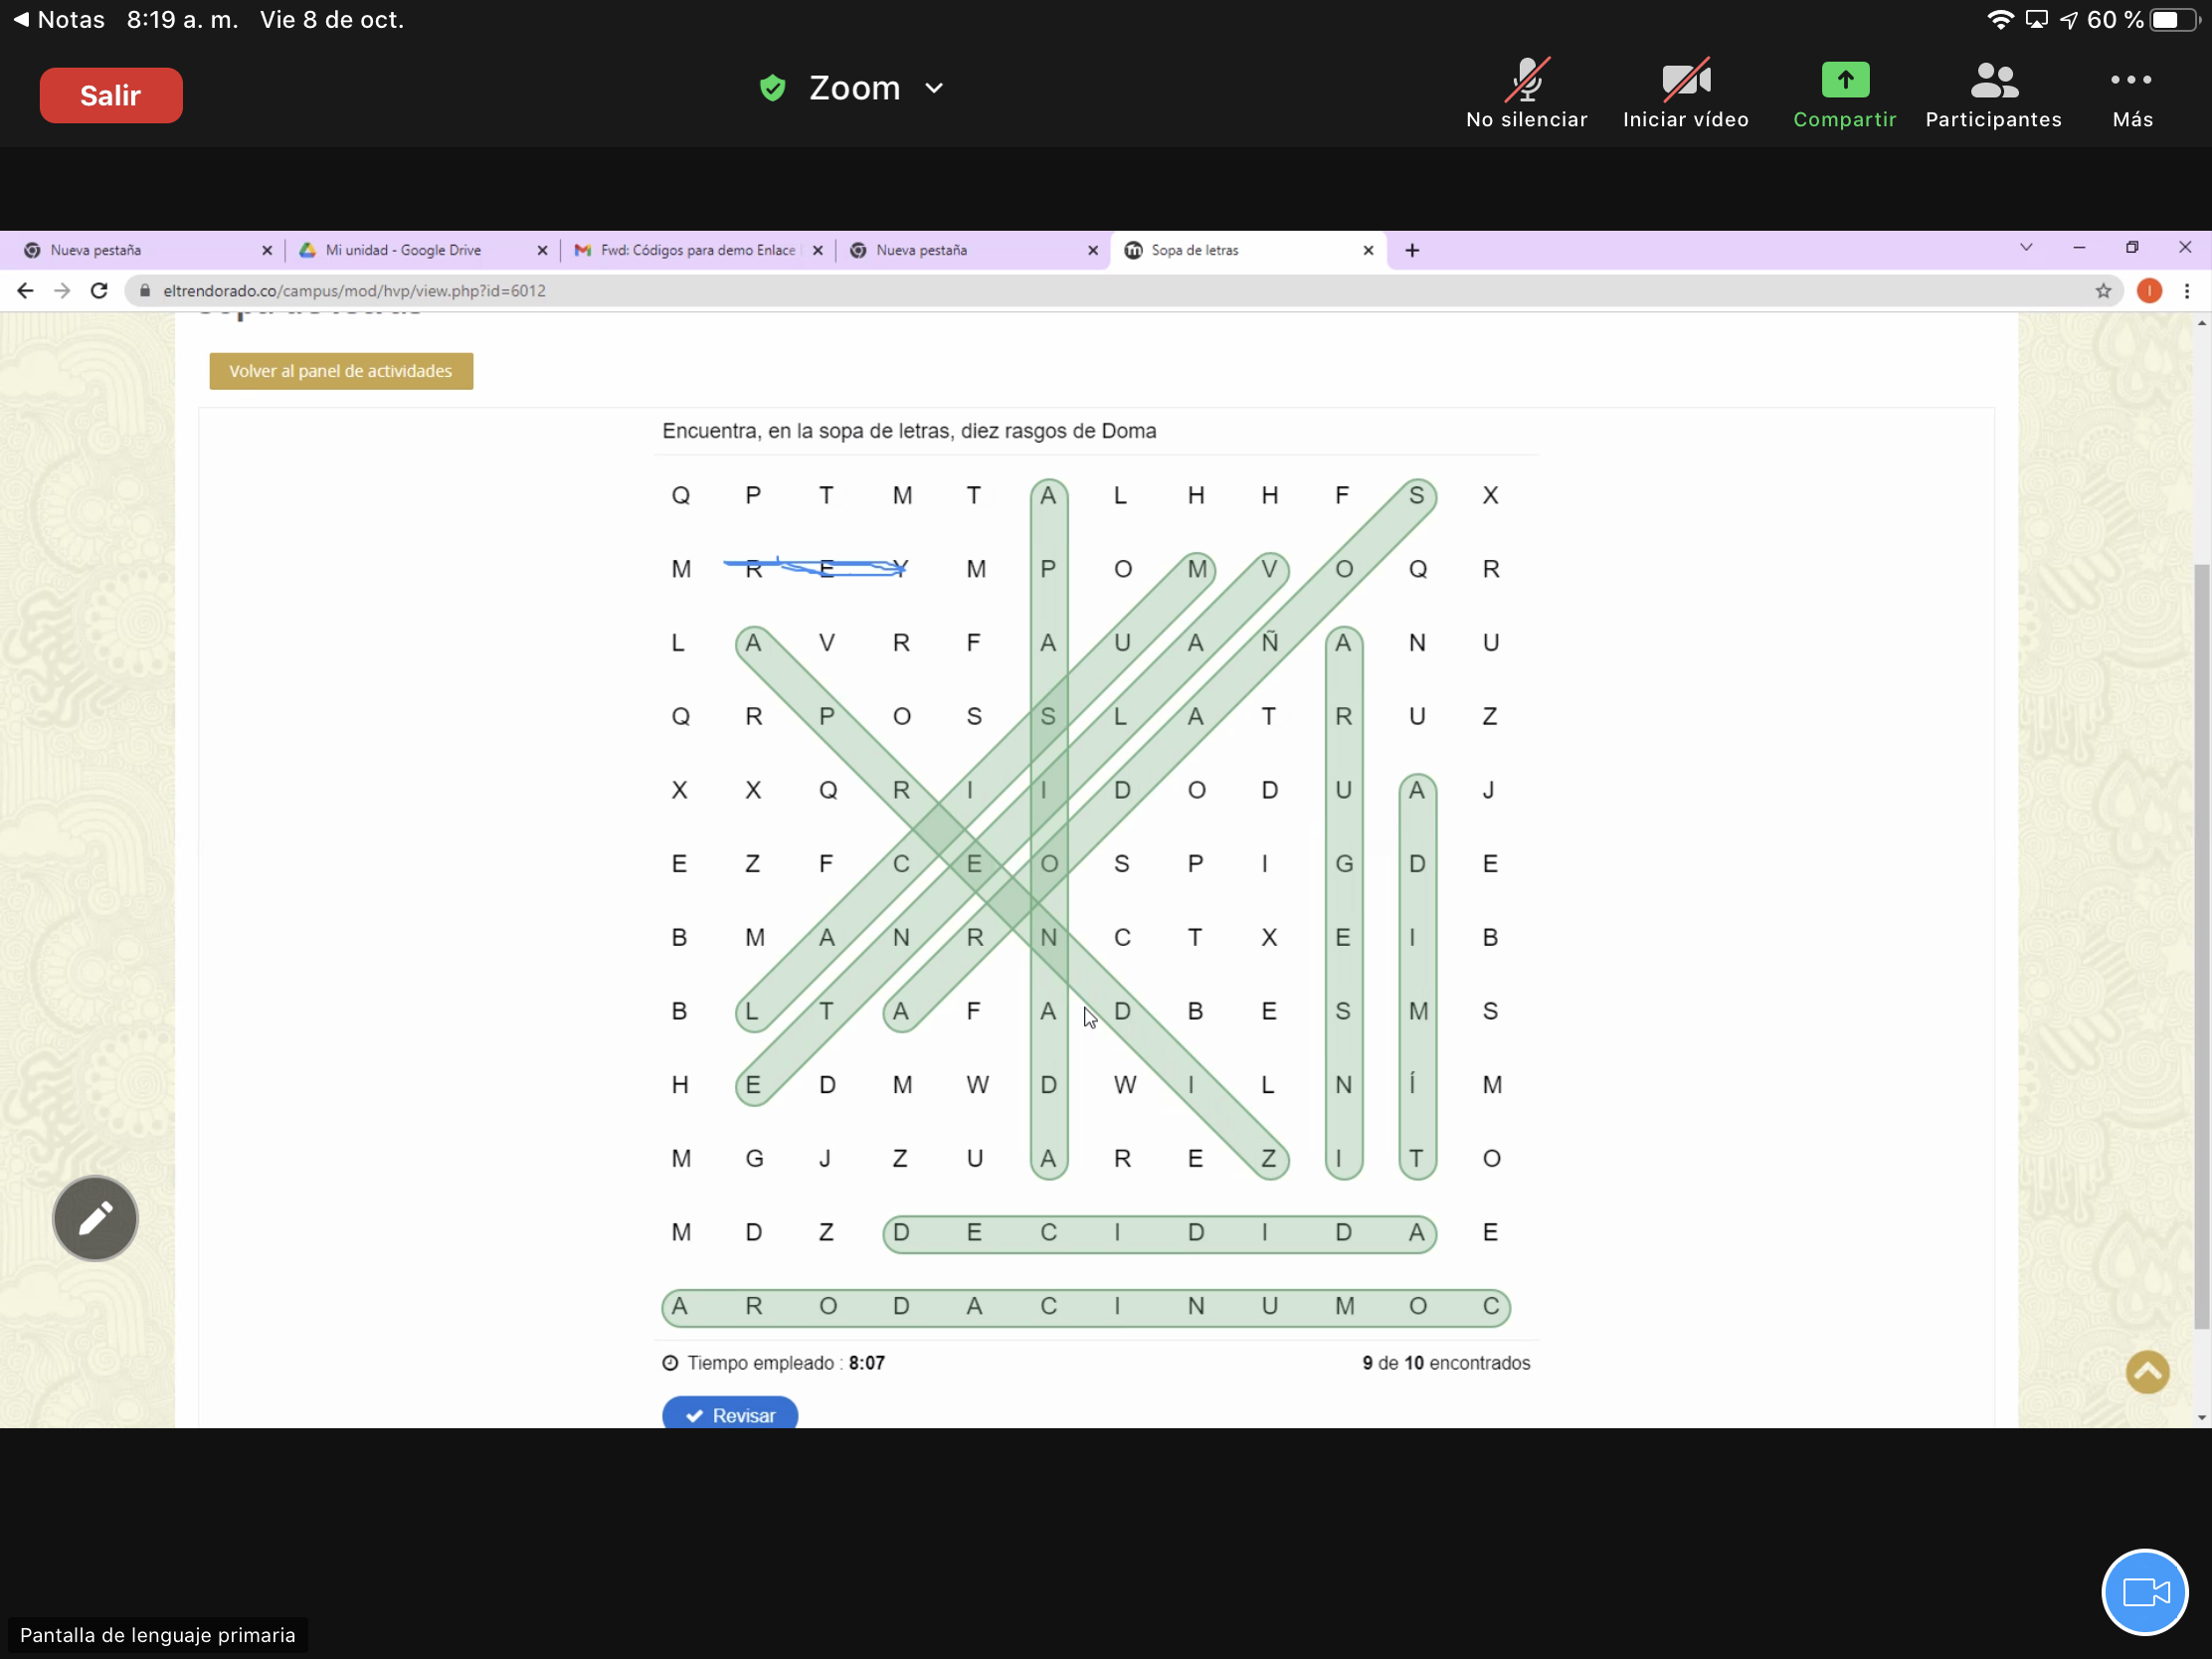 Notas 8:19 a. m. Vie 8 de oct. 60 %
Salir
Zoom
No silenciar Iniciar vídeo Compartir Participantes Más
Nueva pestaña Mi unidad - Google Drive Fwd: Códigos para demo Enlace Nueva pestaña Sopa de letras
eltrendorado.co/campus/mod/hvp/view.php?id=6012
Volver al panel de actividades
Encuentra, en la sopa de letras, diez rasgos de Doma
Q P T M T A L H H F S X
M R E Y M P O M V O Q R
L A V R F A U A Ñ A N U
Q R P O S S L A T R U Z
X X Q R I I D O D U A J
E Z F C E O S P I G D E
B M A N R N C T X E I B
B L T A F A D B E S M S
H E D M W D W I L N Í M
M G J Z U A R E Z I T O
M D Z D E C I D I D A E
A R O D A C I N U M O C
Tiempo empleado : 8:07 9 de 10 encontrados
Revisar
Pantalla de lenguaje primaria